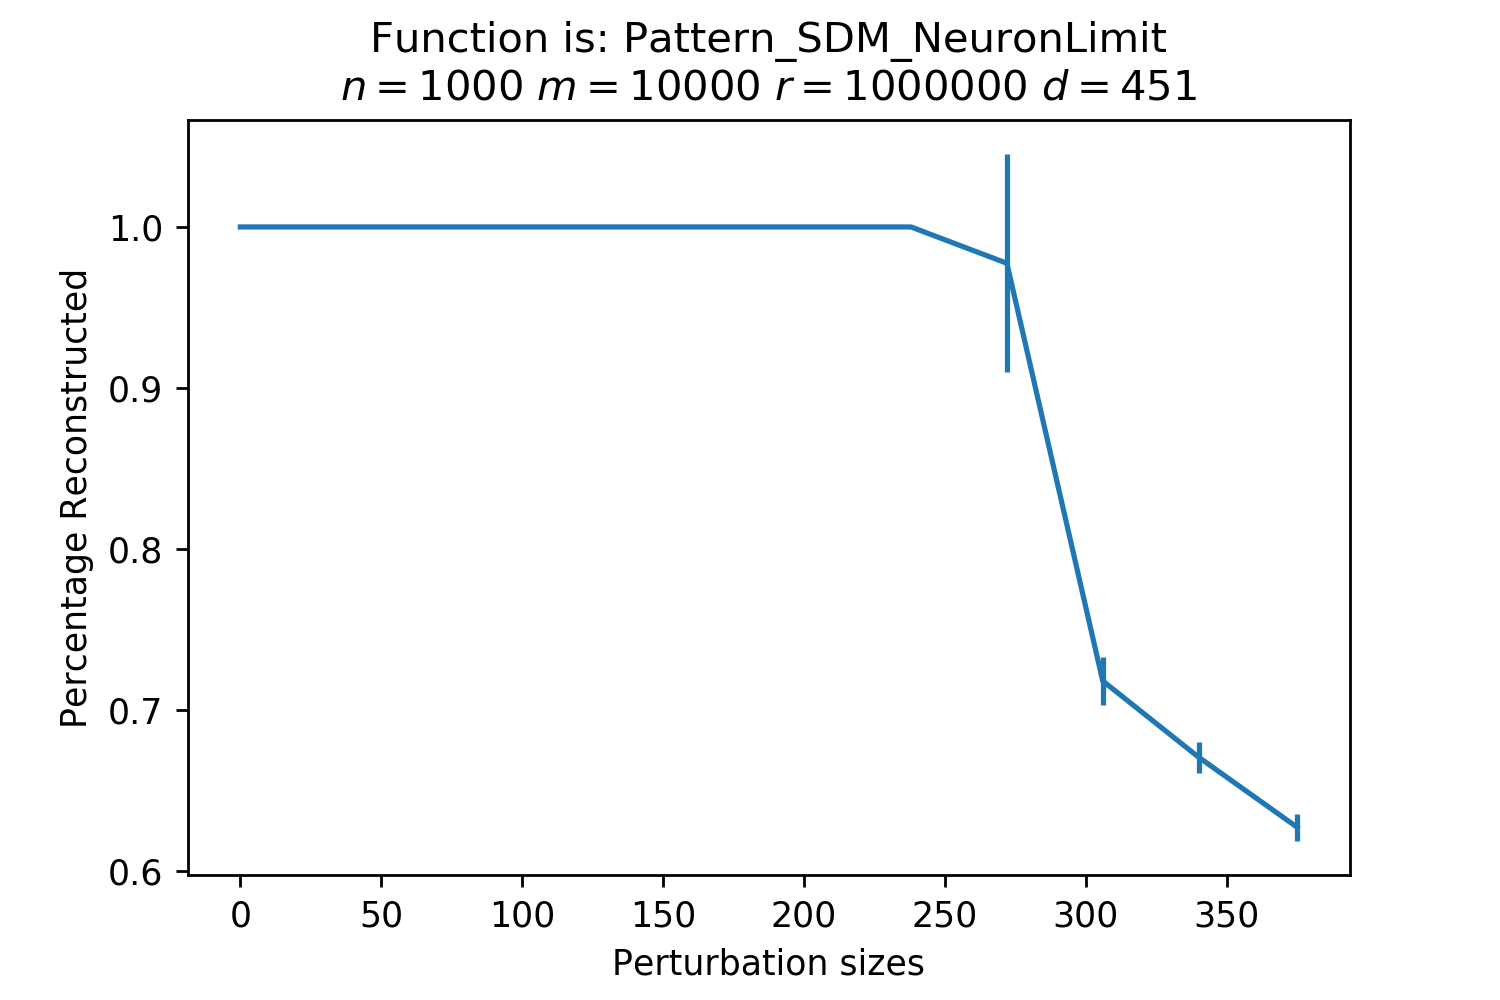 Function is: Pattern_SDM_NeuronLimit
n = 1000 m = 10000 r = 1000000 d = 451
Percentage Reconstructed
1.0
0.9
0.8
0.7
0.6
0 50 100 150 200 250 300 350
Perturbation sizes